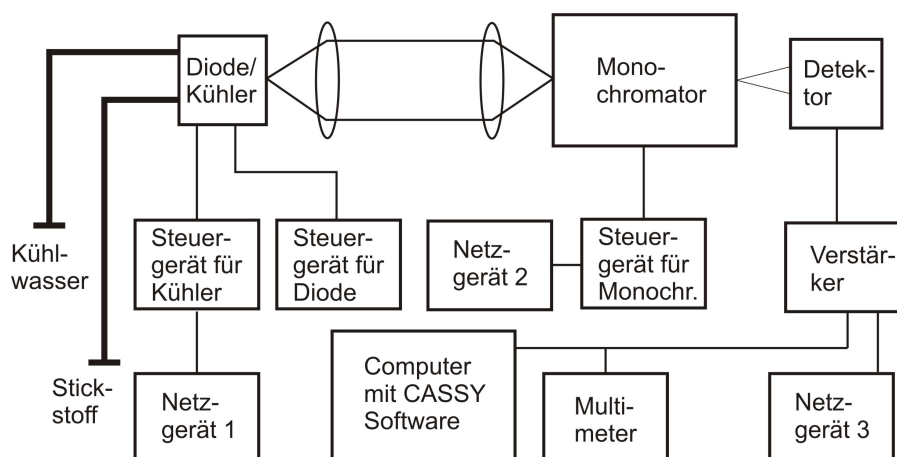 Diode/
Kühler
Mono-
chromator
Detek-
tor
Kühl-
wasser
Steuer-
gerät für
Kühler
Steuer-
gerät für
Diode
Netz-
gerät 2
Steuer-
gerät für
Monochr.
Verstär-
ker
Stick-
stoff
Netz-
gerät 1
Computer
mit CASSY
Software
Multi-
meter
Netz-
gerät 3